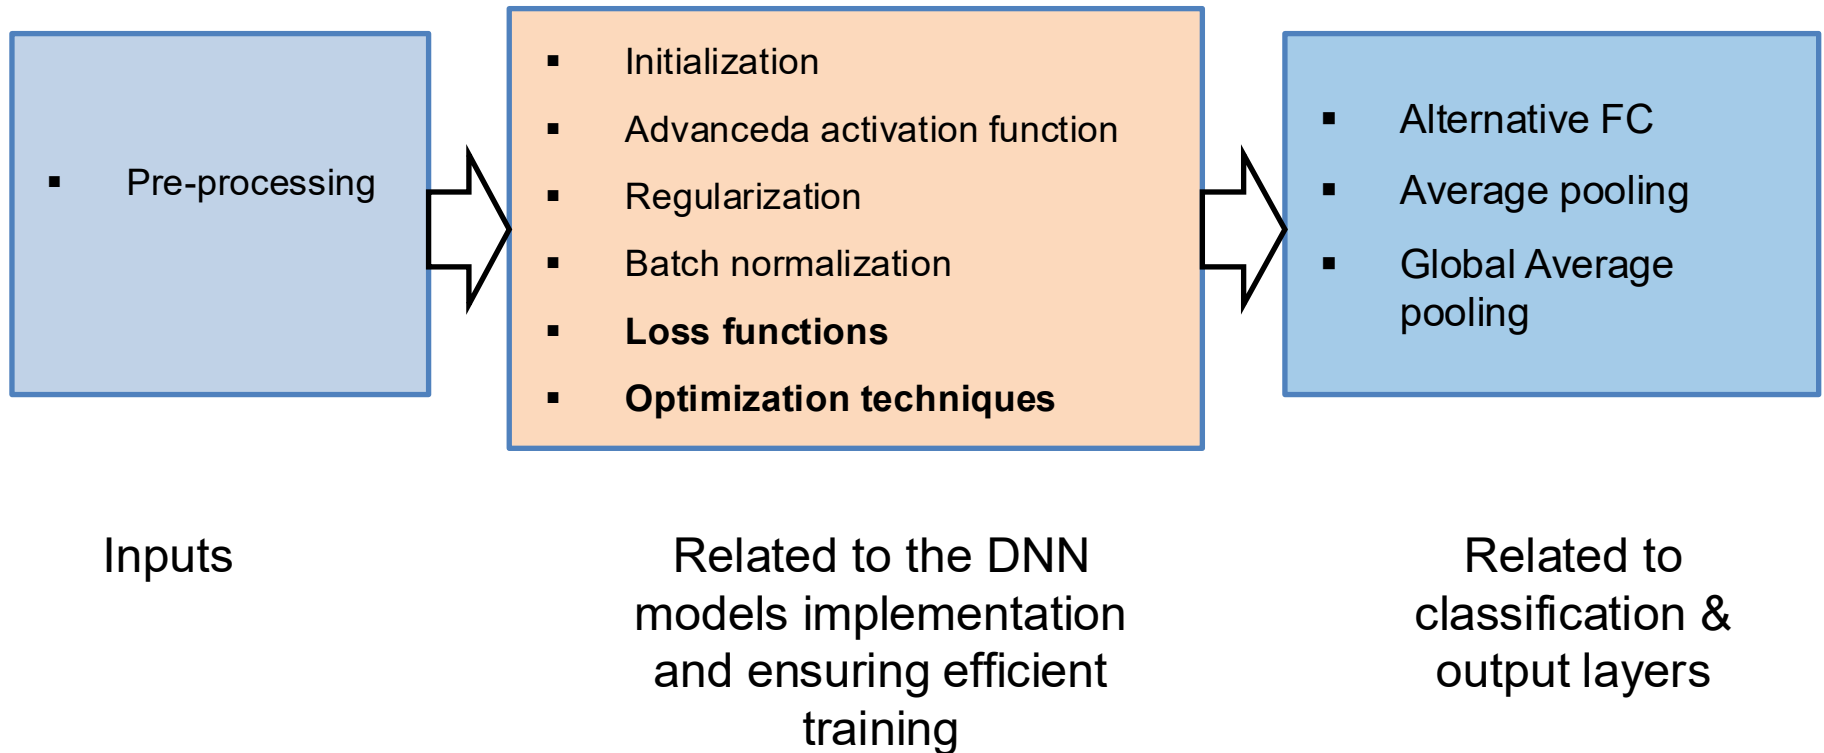 ▪ Pre-processing
▪ Initialization
▪ Advanceda activation function
▪ Regularization
▪ Batch normalization
▪ Loss functions
▪ Optimization techniques
▪ Alternative FC
▪ Average pooling
▪ Global Average
pooling
Inputs
Related to the DNN
models implementation
and ensuring efficient
training
Related to
classification &
output layers